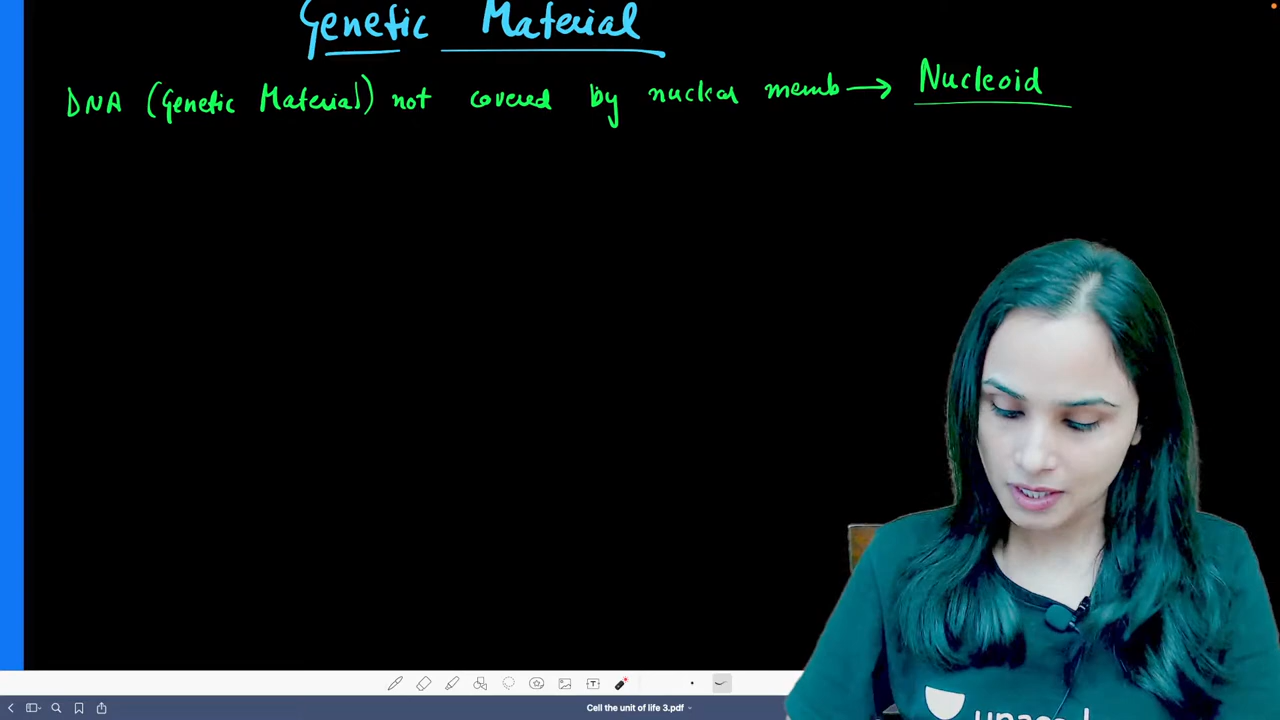 Genetic Material
DNA (Genetic Material) not covered by nuclear memb → Nucleoid
Cell the unit of life 3.pdf